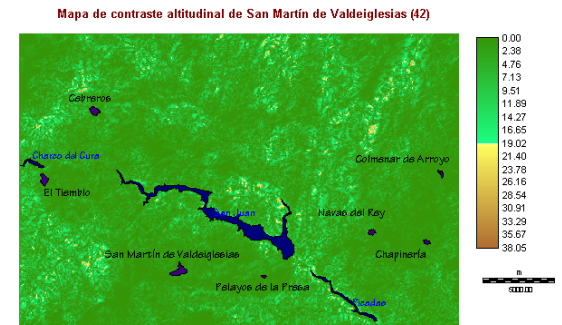 Mapa de contraste altitudinal de San Martín de Valdeiglesias (42)
Cebreros
Charco del Cura
El Tiemblo
San Juan
Colmenar de Arroyo
Navas del Rey
Chapinería
San Martín de Valdeiglesias
Pelayos de la Presa
Picadas
0.00
2.38
4.76
7.13
9.51
11.89
14.27
16.65
19.02
21.40
23.78
26.16
28.54
30.91
33.29
35.67
38.05
m
5000.00